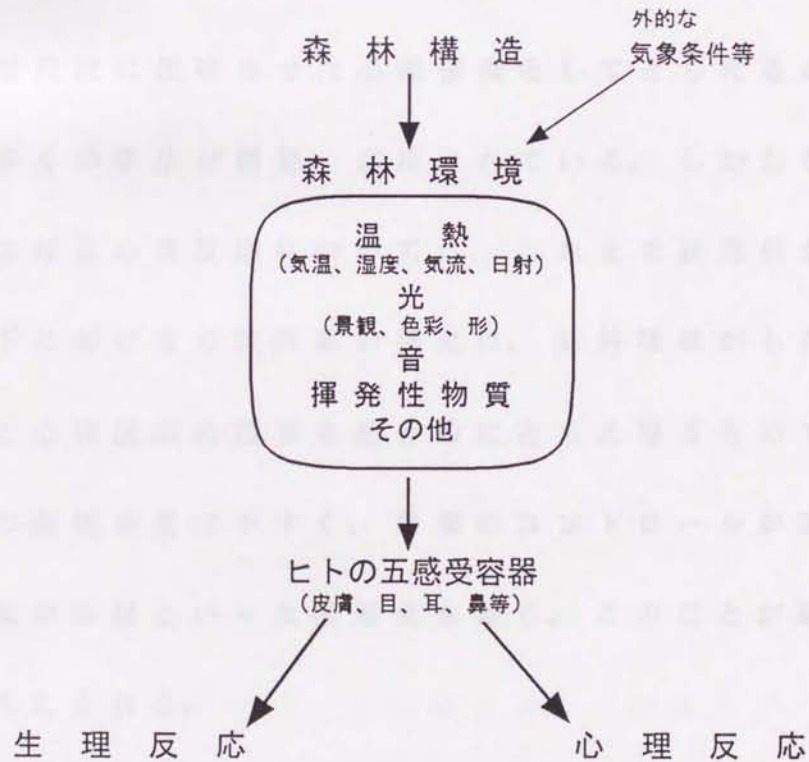 外的な
気象条件等
森林構造
森林環境
温熱
(気温、湿度、気流、日射)
光
(景観、色彩、形)
音
揮発性物質
その他
ヒトの五感受容器
(皮膚、目、耳、鼻等)
生理反応
心理反応